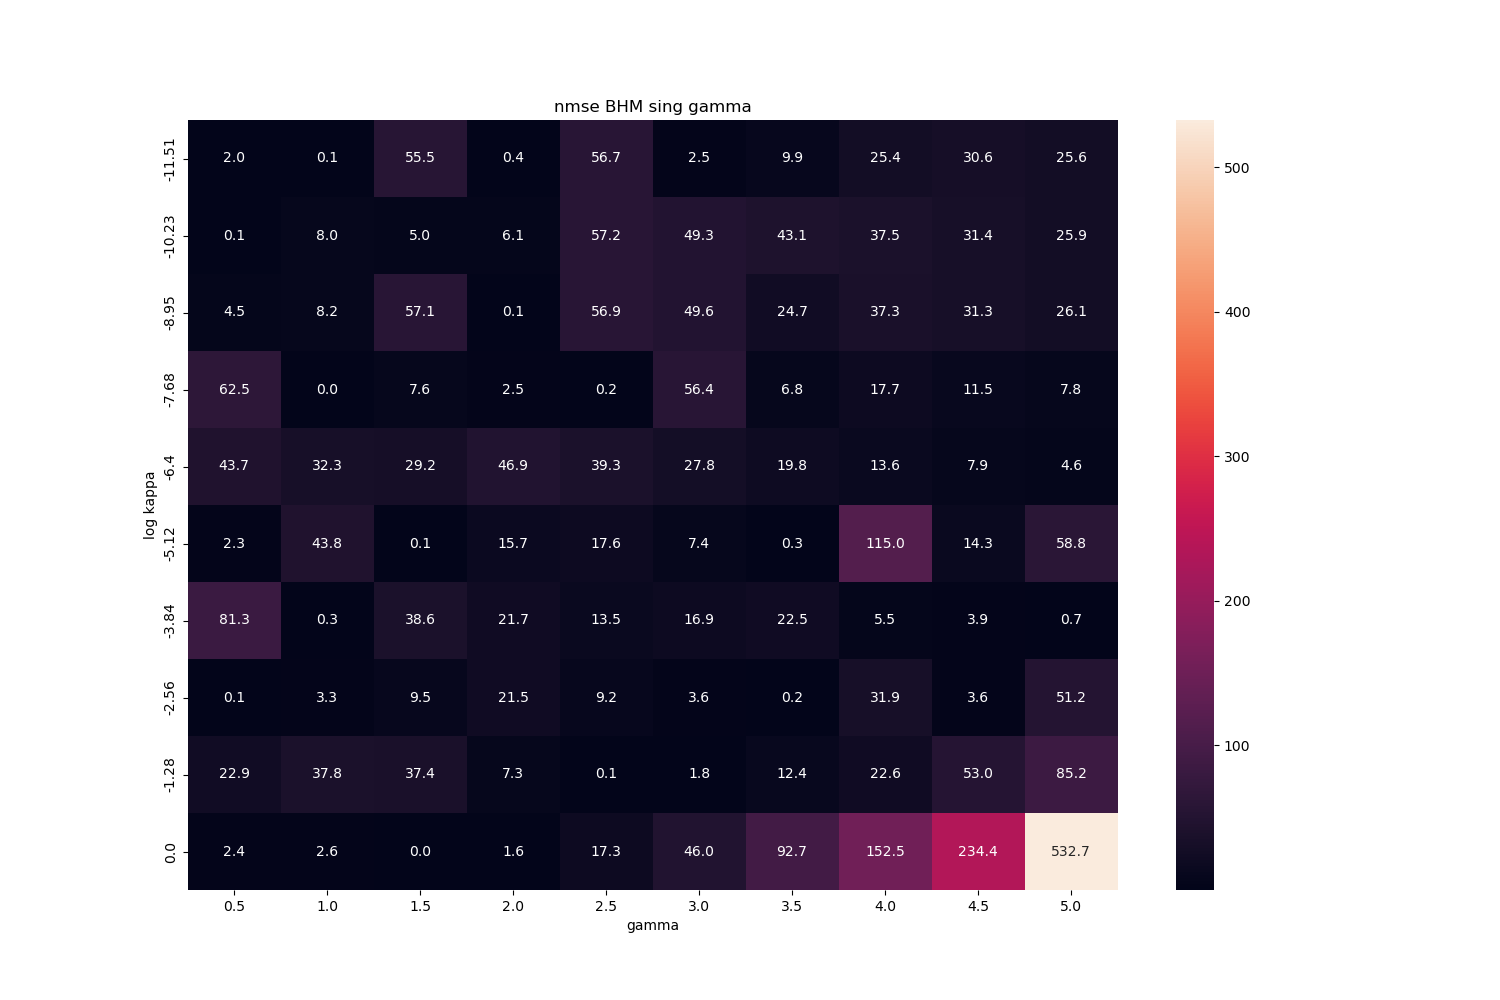 nmse BHM sing gamma
-11.51 2.0 0.1 55.5 0.4 56.7 2.5 9.9 25.4 30.6 25.6
-10.23 0.1 8.0 5.0 6.1 57.2 49.3 43.1 37.5 31.4 25.9
-8.95 4.5 8.2 57.1 0.1 56.9 49.6 24.7 37.3 31.3 26.1
-7.68 62.5 0.0 7.6 2.5 0.2 56.4 6.8 17.7 11.5 7.8
-6.4 43.7 32.3 29.2 46.9 39.3 27.8 19.8 13.6 7.9 4.6
-5.12 2.3 43.8 0.1 15.7 17.6 7.4 0.3 115.0 14.3 58.8
-3.84 81.3 0.3 38.6 21.7 13.5 16.9 22.5 5.5 3.9 0.7
-2.56 0.1 3.3 9.5 21.5 9.2 3.6 0.2 31.9 3.6 51.2
-1.28 22.9 37.8 37.4 7.3 0.1 1.8 12.4 22.6 53.0 85.2
0.0 2.4 2.6 0.0 1.6 17.3 46.0 92.7 152.5 234.4 532.7
0.5 1.0 1.5 2.0 2.5 3.0 3.5 4.0 4.5 5.0
gamma
log kappa
500
400
300
200
100